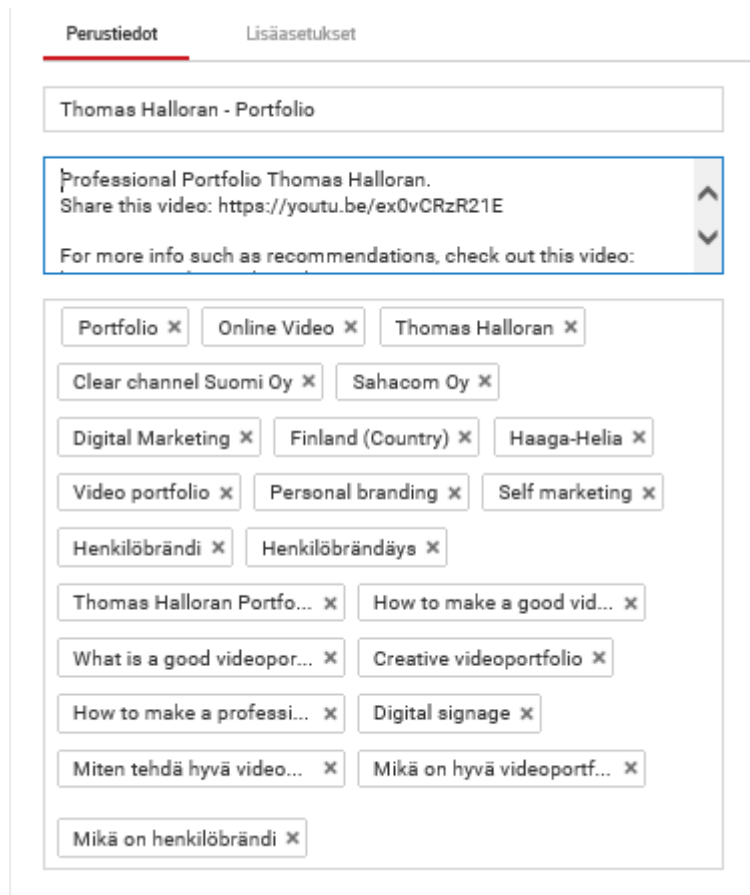 Perustiedot Lisäasetukset
Thomas Halloran - Portfolio
Professional Portfolio Thomas Halloran.
Share this video: https://youtu.be/ex0vCRzR21E
For more info such as recommendations, check out this video:
Portfolio × Online Video × Thomas Halloran ×
Clear channel Suomi Oy × Sahacom Oy ×
Digital Marketing × Finland (Country) × Haaga-Helia ×
Video portfolio × Personal branding × Self marketing ×
Henkilöbrändi × Henkilöbrändäys ×
Thomas Halloran Portfo... × How to make a good vid... ×
What is a good videopor... × Creative videoportfolio ×
How to make a professi... × Digital signage ×
Miten tehdä hyvä video... × Mikä on hyvä videoportf... ×
Mikä on henkilöbrändi ×